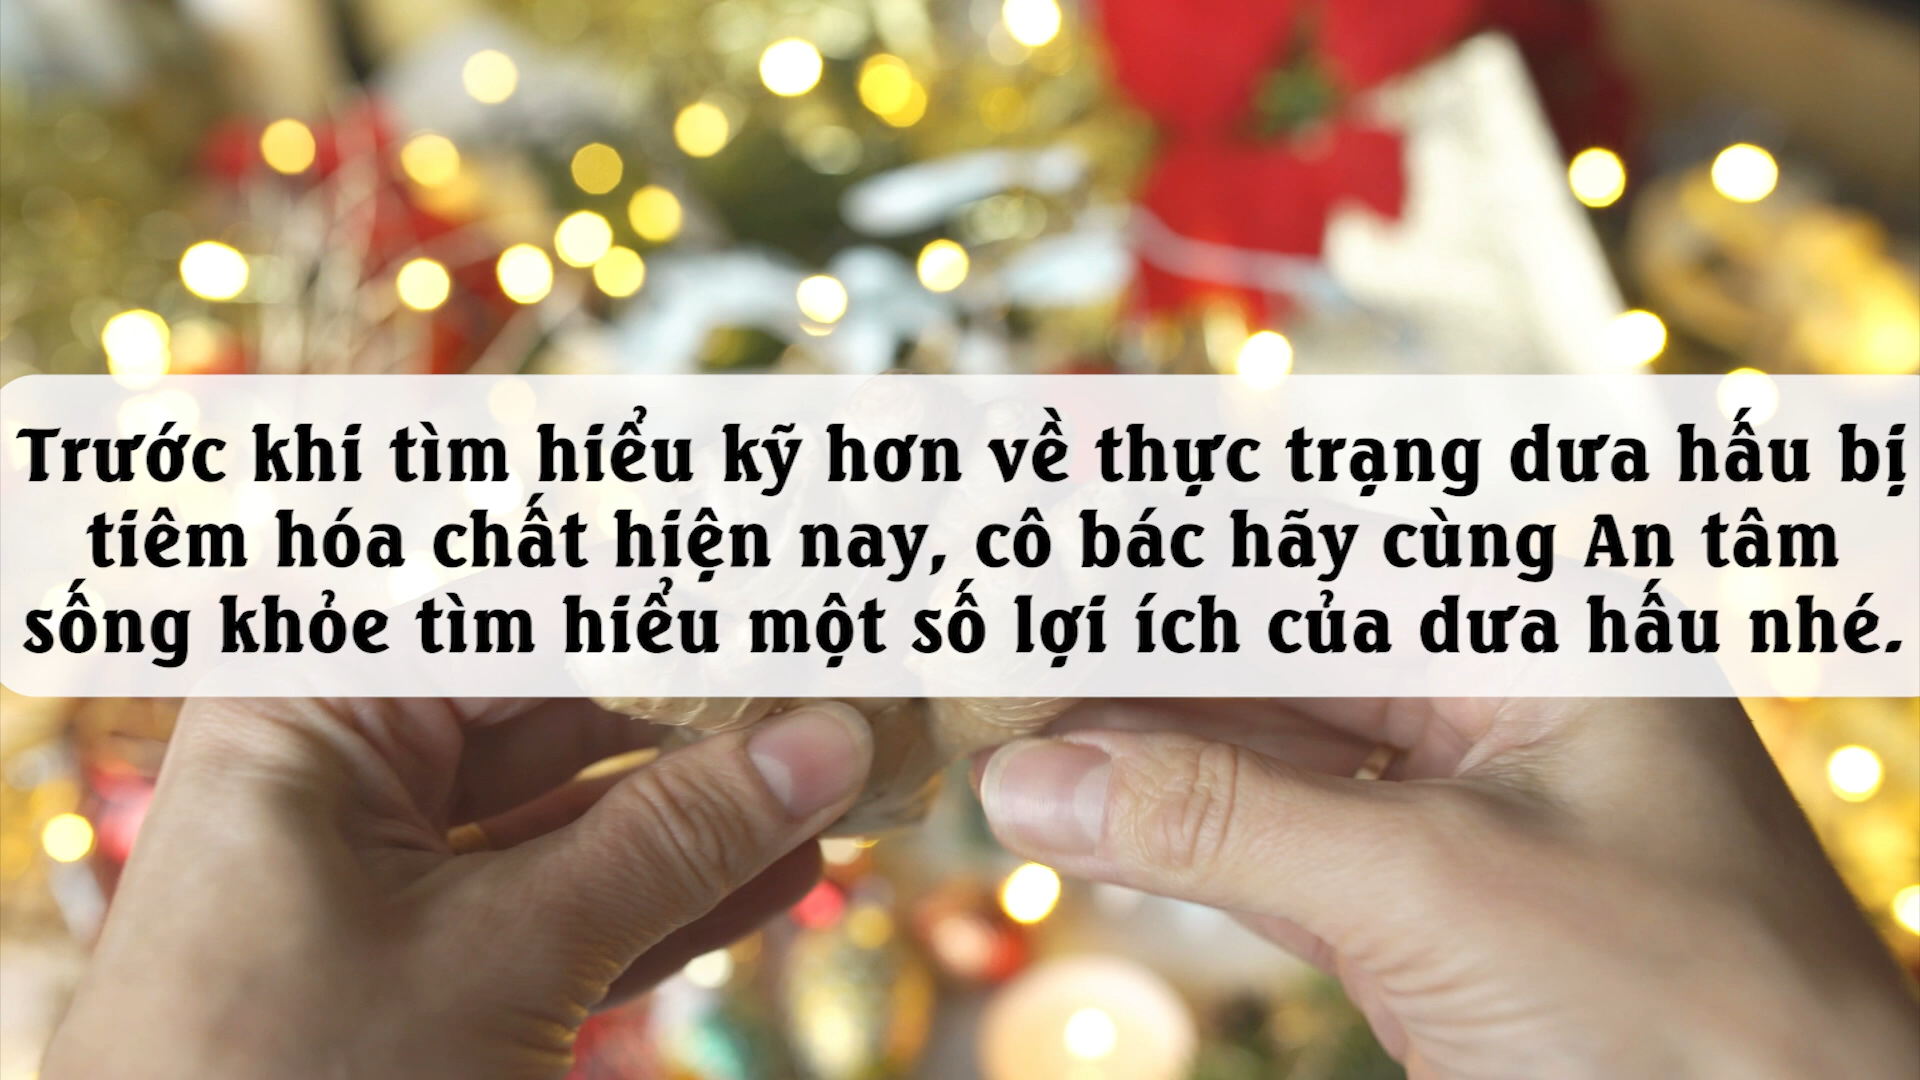 Trước khi tìm hiểu kỹ hơn về thực trạng dưa hấu bị
tiêm hóa chất hiện nay, cô bác hãy cùng An tâm
sống khỏe tìm hiểu một số lợi ích của dưa hấu nhé.